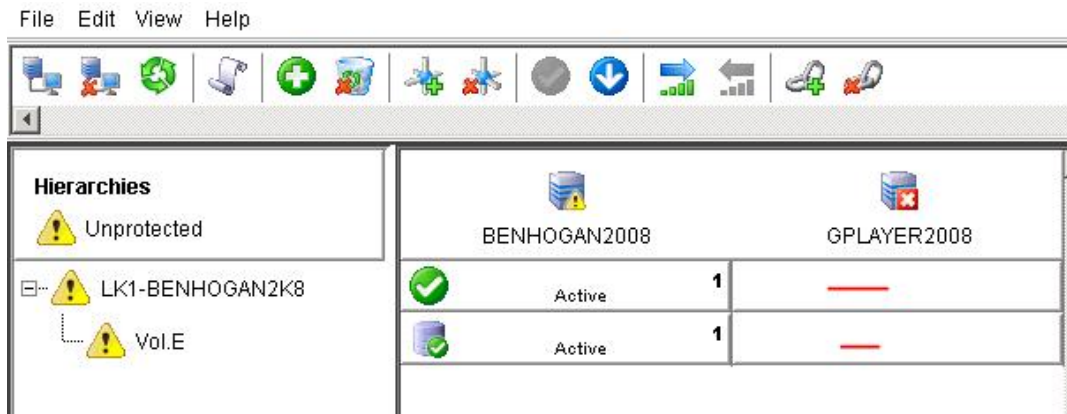 File Edit View Help
Hierarchies
Unprotected
BENHOGAN2008 GPLAYER2008
LK1-BENHOGAN2K8 Active 1
Vol.E Active 1